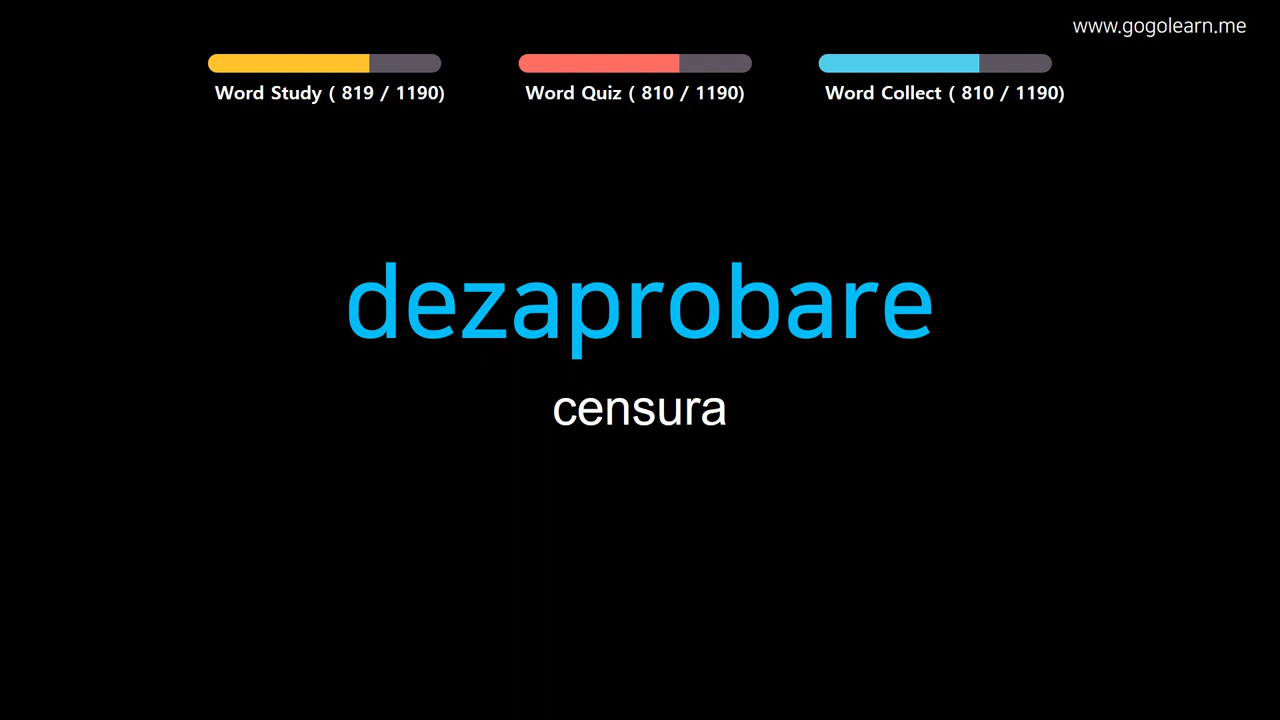 www.gogolearn.me
Word Study ( 819 / 1190)
Word Quiz ( 810 / 1190)
Word Collect ( 810 / 1190)
dezaprobare
censura